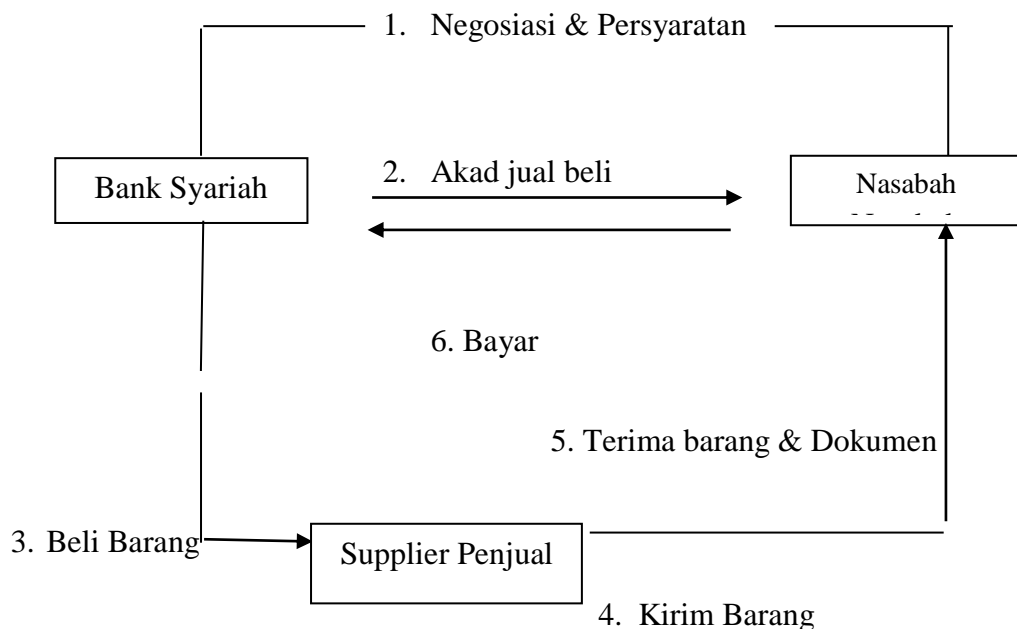 1. Negosiasi & Persyaratan
2. Akad jual beli
Bank Syariah
Nasabah
6. Bayar
5. Terima barang & Dokumen
3. Beli Barang
Supplier Penjual
4. Kirim Barang